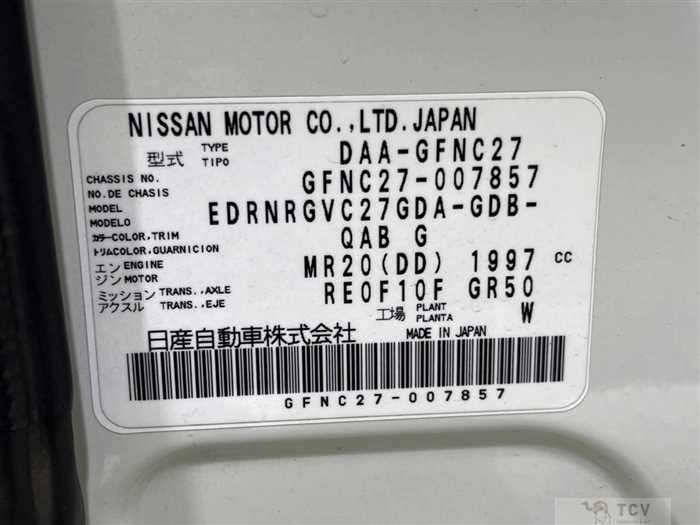 NISSAN MOTOR CO.,LTD.JAPAN
型式 TYPE TIPO DAA-GFNC27
CHASSIS NO. NO.DE CHASIS GFNC27-007857
MODEL MODELO EDRNRGVC27GDA-GDB-
カラーCOLOR,TRIM トリムCOLOR,GUARNICION QAB G
エンジン ENGINE MOTOR MR20(DD) 1997 cc
ミッション TRANS.,AXLE アクスル TRANS.,EJE RE0F10F GR50
工場 PLANT PLANTA W
日産自動車株式会社 MADE IN JAPAN
GFNC27-007857
TCV